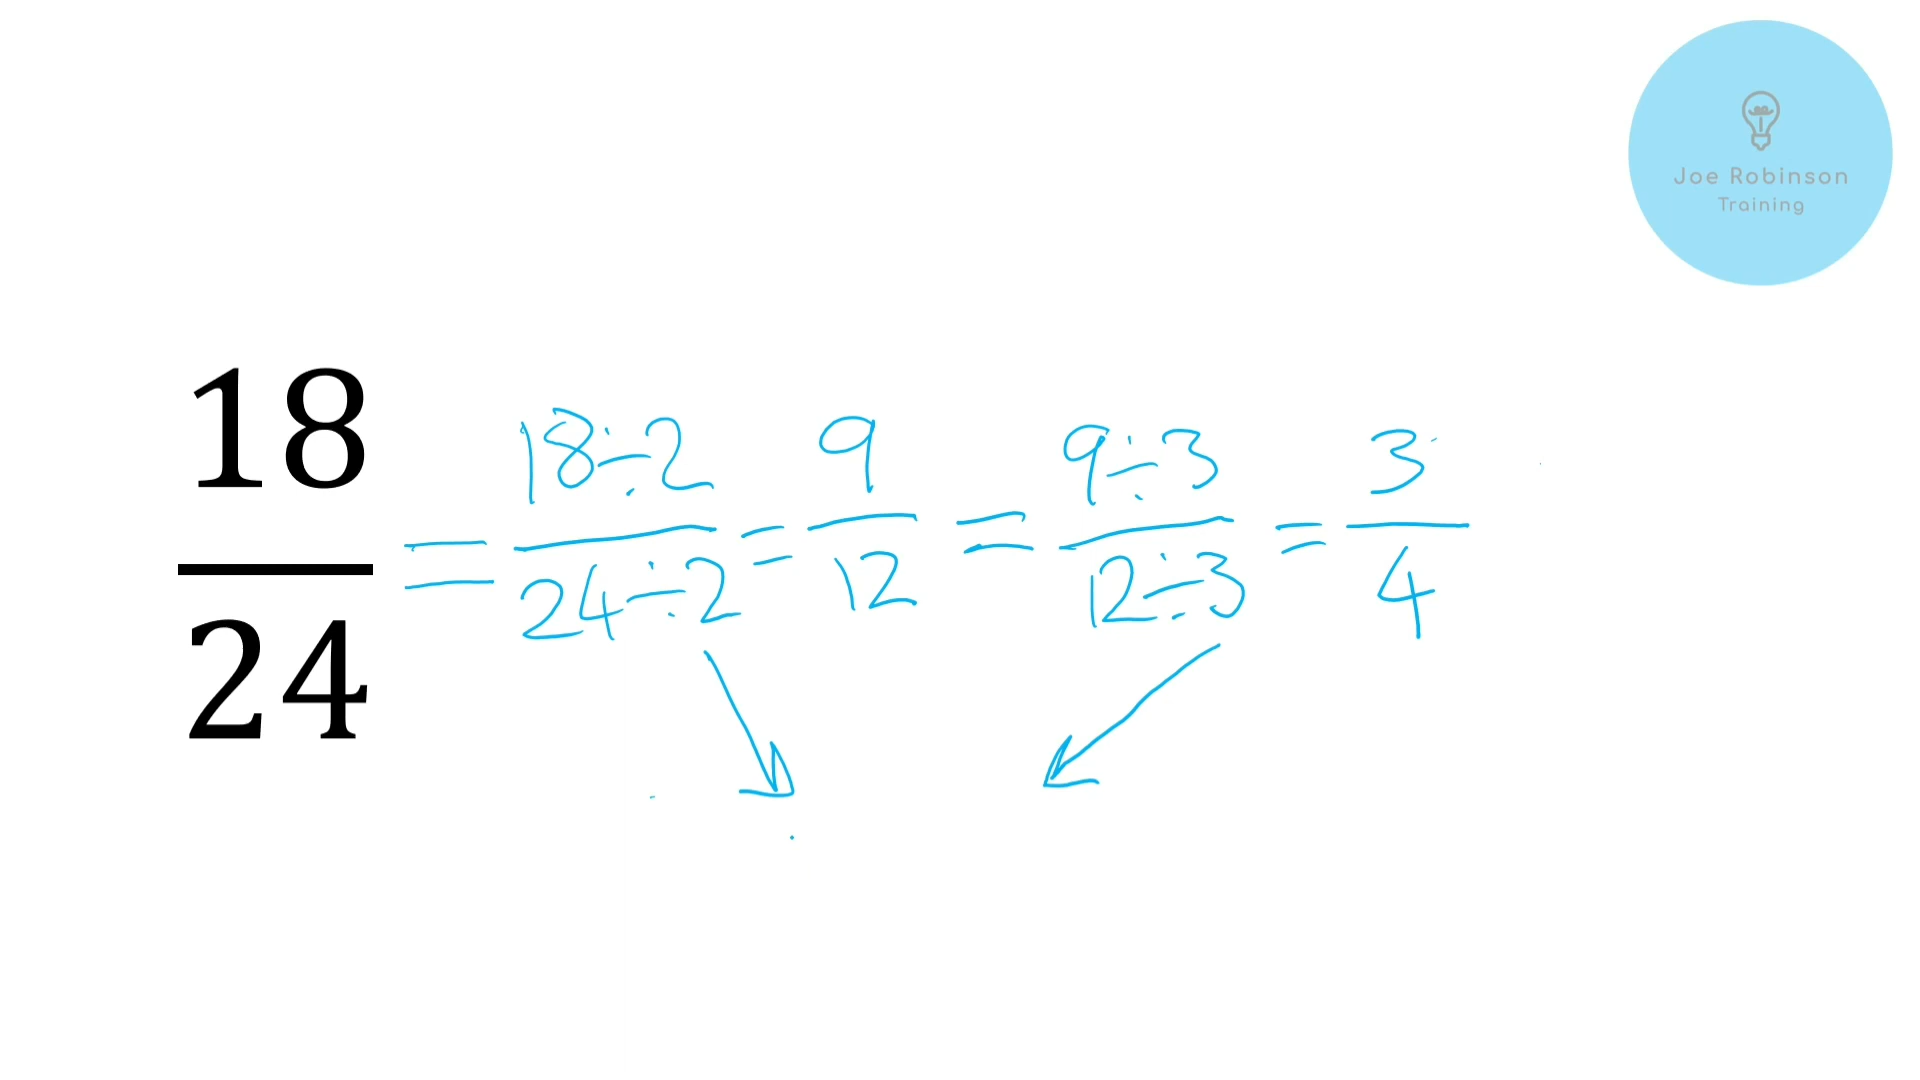 Joe Robinson
Training
18/24 = 18÷2/24÷2 = 9/12 = 9÷3/12÷3 = 3/4